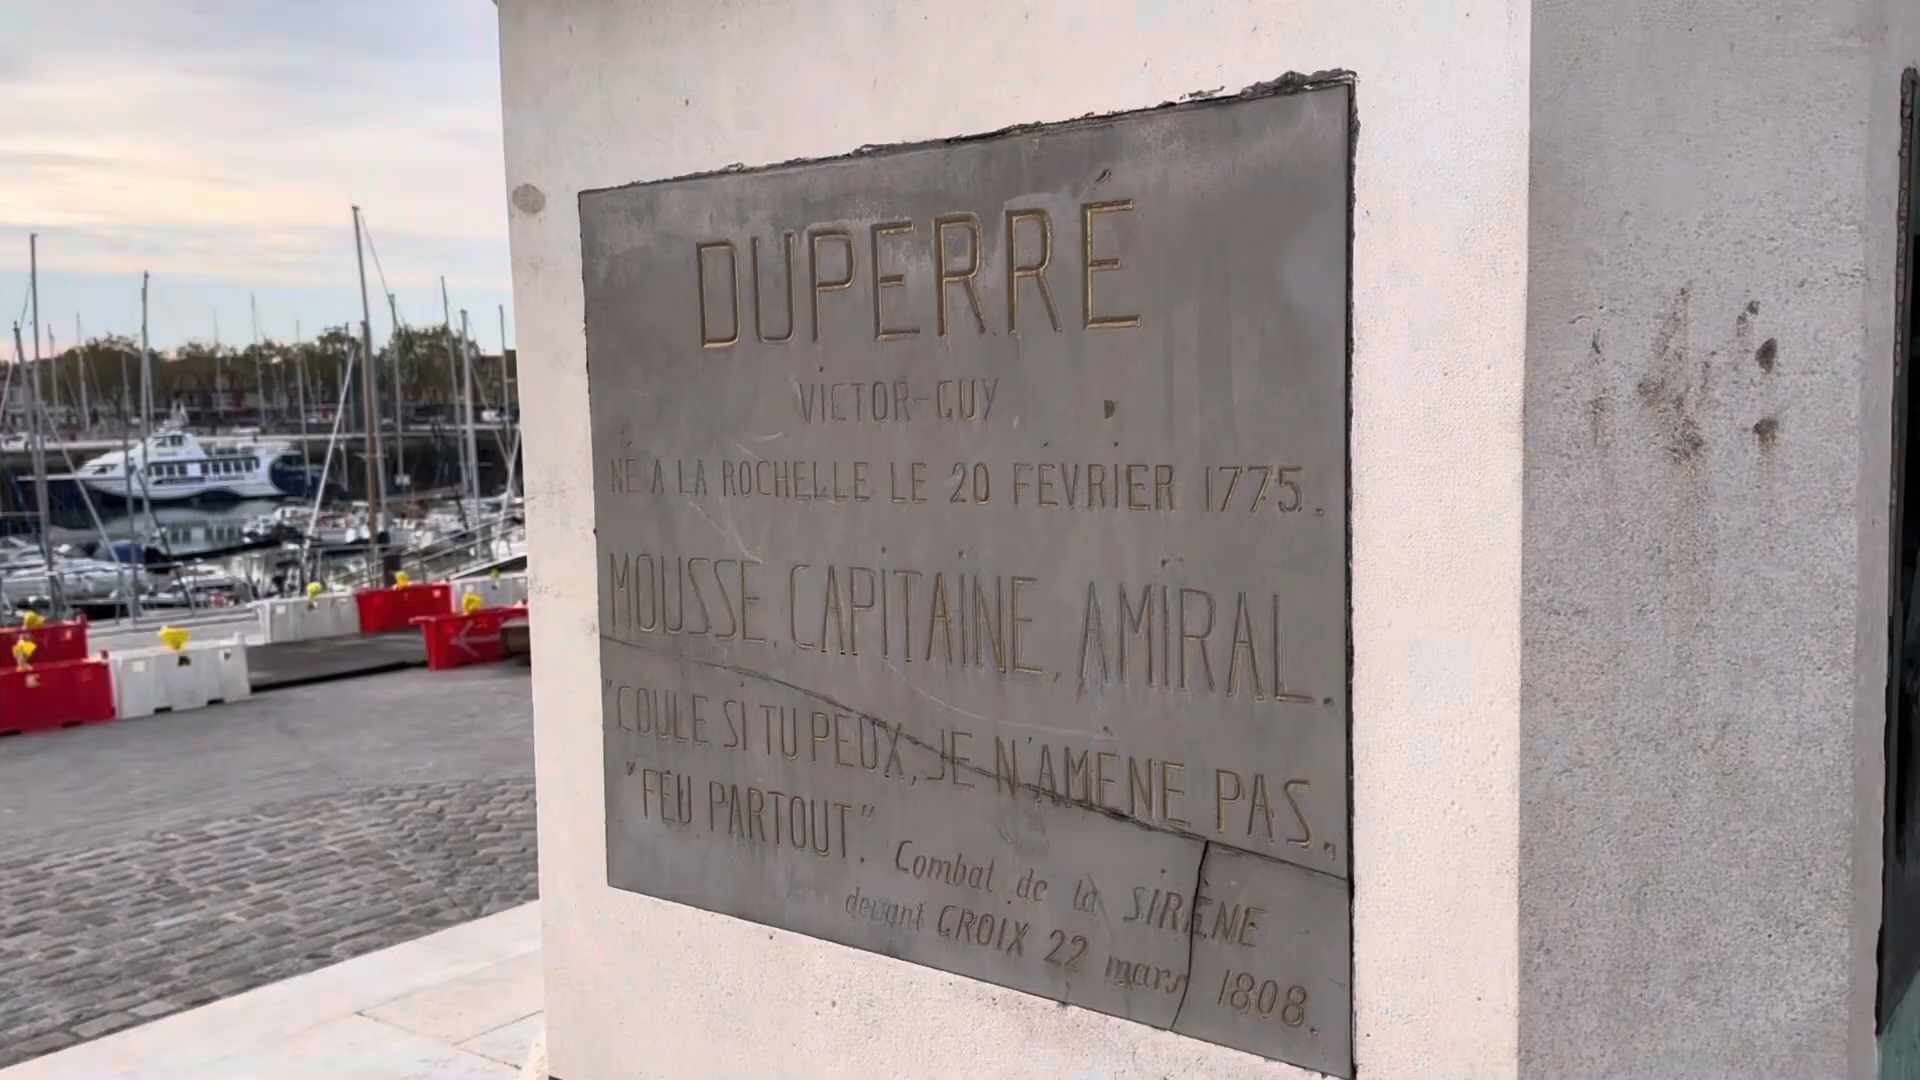 DUPERRÉ
VICTOR-GUY
NÉ A LA ROCHELLE LE 20 FÉVRIER 1775.
MOUSSE, CAPITAINE, AMIRAL.
"COULE SI TU PEUX, JE N'AMÈNE PAS.,
"FEU PARTOUT". Combat de la SIRÈNE
devant GROIX 22 mars 1808.